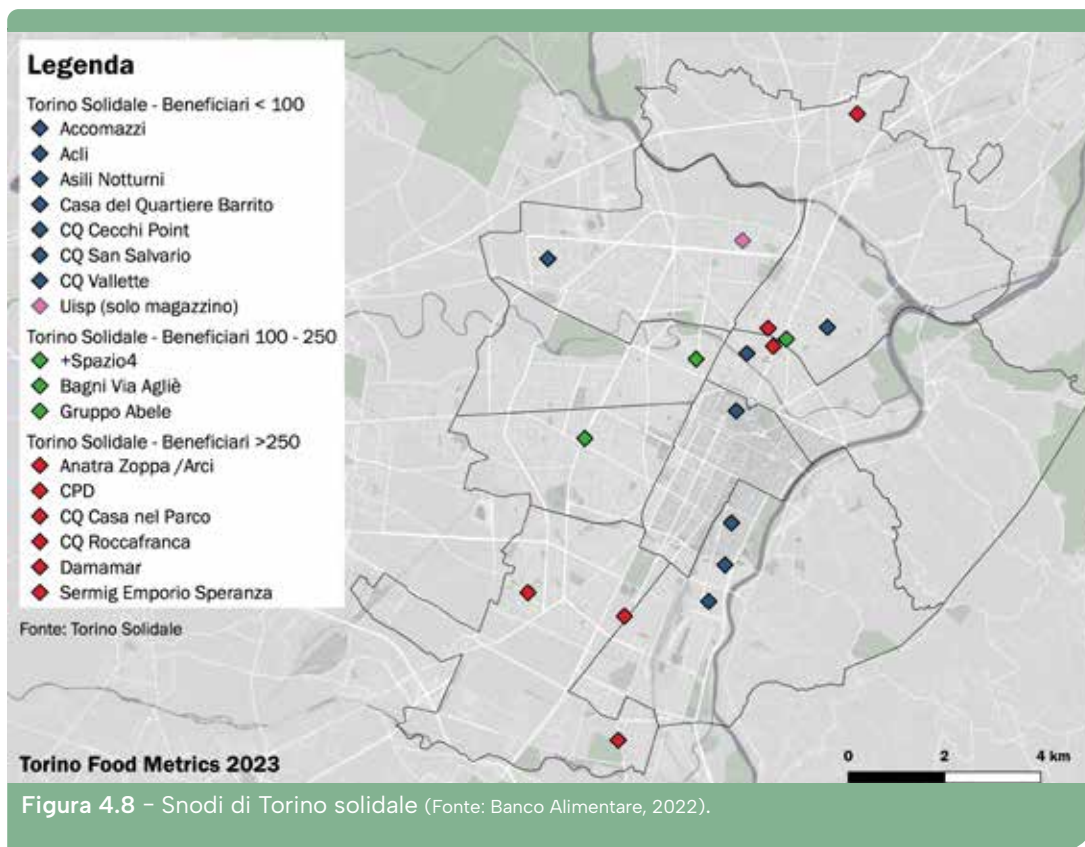 Legenda
Torino Solidale - Beneficiari < 100
Accomazzi
Acli
Asili Notturni
Casa del Quartiere Barrito
CQ Cecchi Point
CQ San Salvario
CQ Vallette
Uisp (solo magazzino)
Torino Solidale - Beneficiari 100 - 250
+Spazio4
Bagni Via Agliè
Gruppo Abele
Torino Solidale - Beneficiari >250
Anatra Zoppa /Arci
CPD
CQ Casa nel Parco
CQ Roccafranca
Damamar
Sermig Emporio Speranza
Fonte: Torino Solidale
Torino Food Metrics 2023
0 2 4 km
Figura 4.8 – Snodi di Torino solidale (Fonte: Banco Alimentare, 2022).